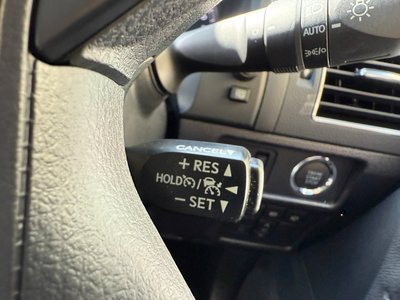 AUTO
CANCEL▼
+ RES ▲
HOLD / ◀
− SET ▼